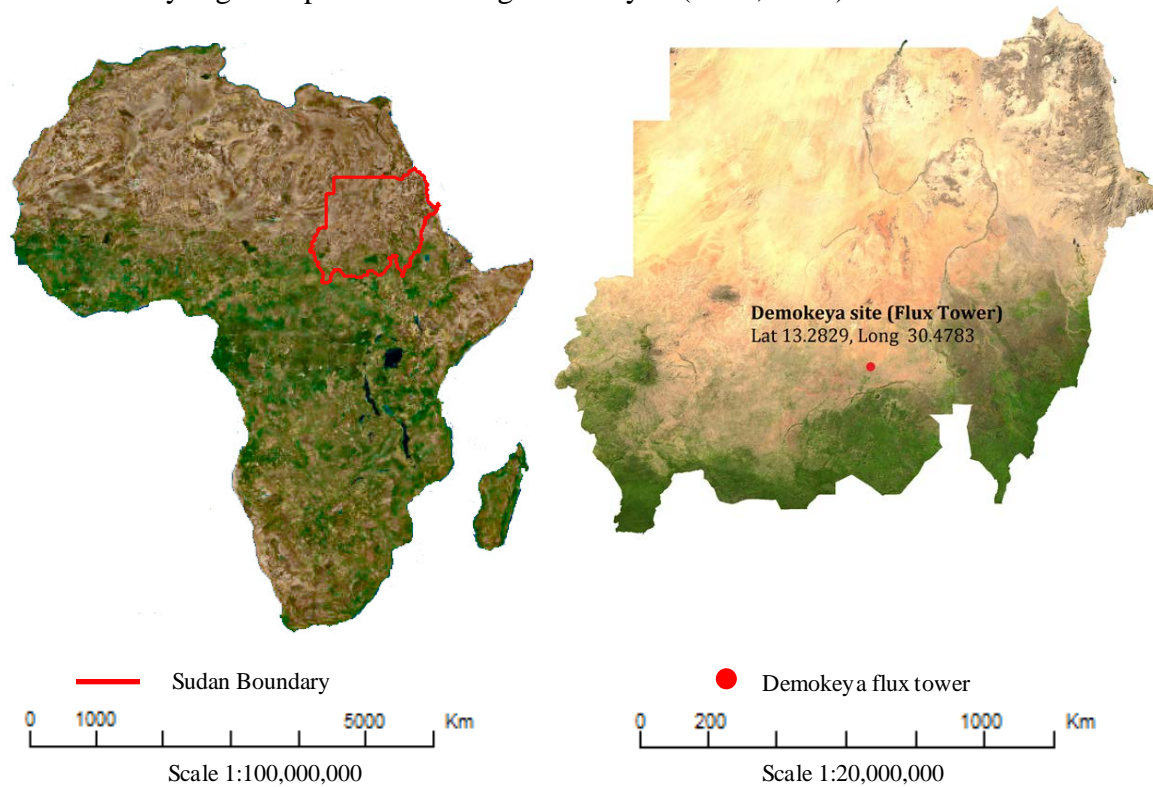 Demokeya site (Flux Tower)
Lat 13.2829, Long 30.4783
Sudan Boundary
0 1000 5000 Km
Scale 1:100,000,000
Demokeya flux tower
0 200 1000 Km
Scale 1:20,000,000